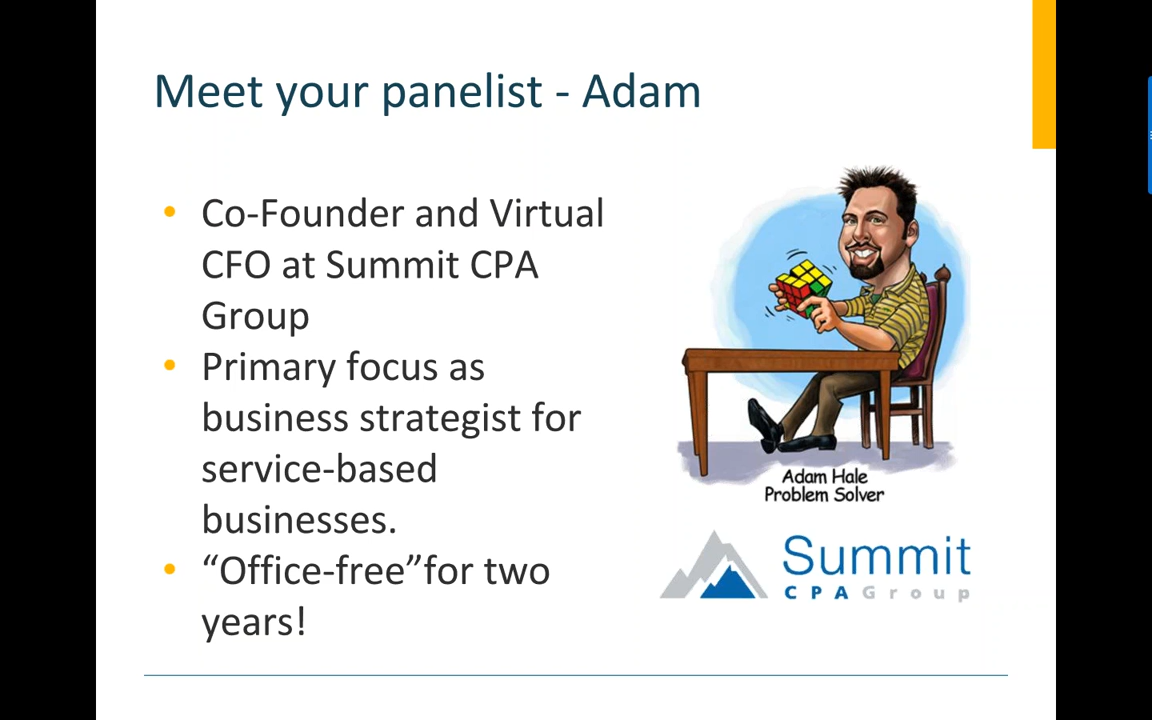 Meet your panelist - Adam
• Co-Founder and Virtual
CFO at Summit CPA
Group
• Primary focus as
business strategist for
service-based
businesses.
• “Office-free”for two
years!
Adam Hale
Problem Solver
Summit
CPA Group